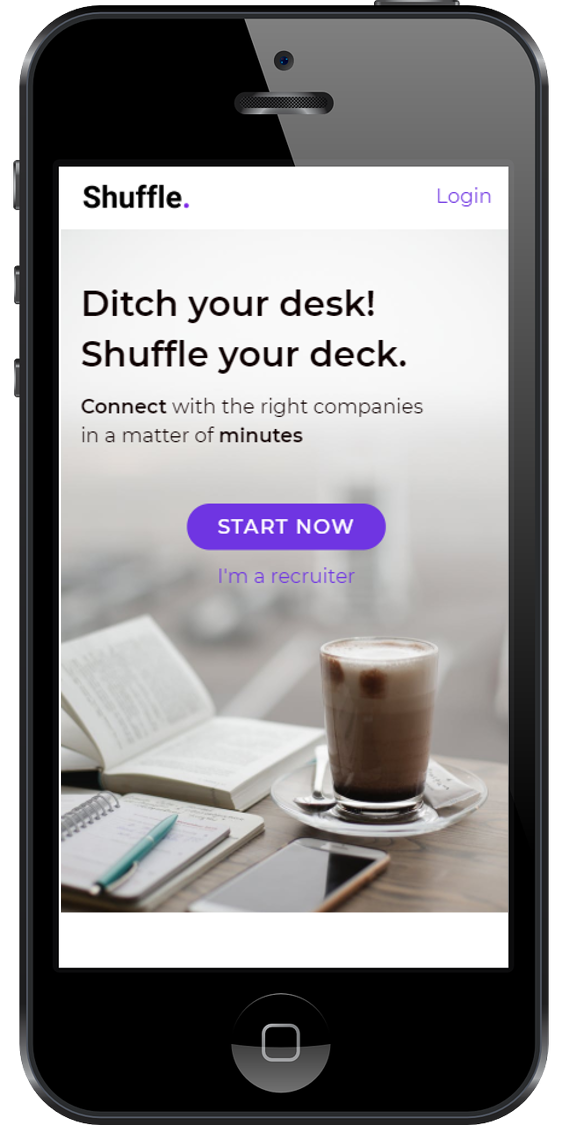 Shuffle.
Login
Ditch your desk!
Shuffle your deck.
Connect with the right companies
in a matter of minutes
START NOW
I'm a recruiter